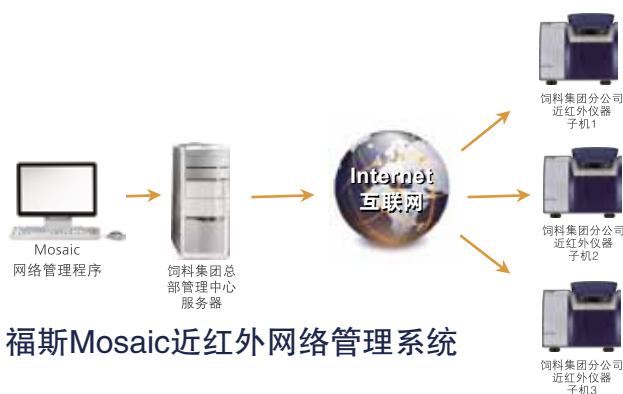 Mosaic
网络管理程序
饲料集团总
部管理中心
服务器
Internet
互联网
饲料集团分公司
近红外仪器
子机1
饲料集团分公司
近红外仪器
子机2
饲料集团分公司
近红外仪器
子机3
福斯Mosaic近红外网络管理系统